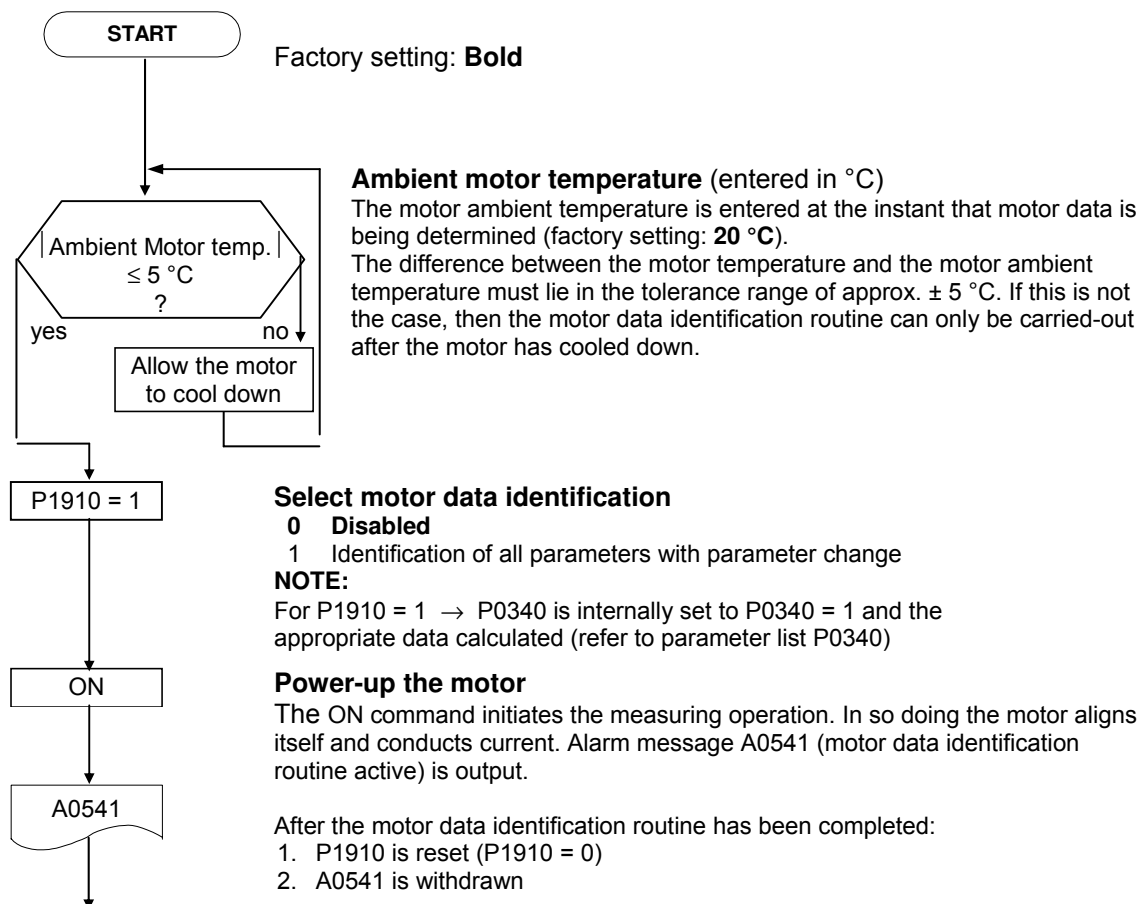 START
Factory setting: Bold
Ambient motor temperature (entered in °C)
The motor ambient temperature is entered at the instant that motor data is
being determined (factory setting: 20 °C).
The difference between the motor temperature and the motor ambient
temperature must lie in the tolerance range of approx. ± 5 °C. If this is not
the case, then the motor data identification routine can only be carried-out
after the motor has cooled down.
|Ambient Motor temp.|
≤ 5 °C
?
yes
no
Allow the motor
to cool down
P1910 = 1
Select motor data identification
0 Disabled
1 Identification of all parameters with parameter change
NOTE:
For P1910 = 1 → P0340 is internally set to P0340 = 1 and the
appropriate data calculated (refer to parameter list P0340)
ON
Power-up the motor
The ON command initiates the measuring operation. In so doing the motor aligns
itself and conducts current. Alarm message A0541 (motor data identification
routine active) is output.
A0541
After the motor data identification routine has been completed:
1. P1910 is reset (P1910 = 0)
2. A0541 is withdrawn